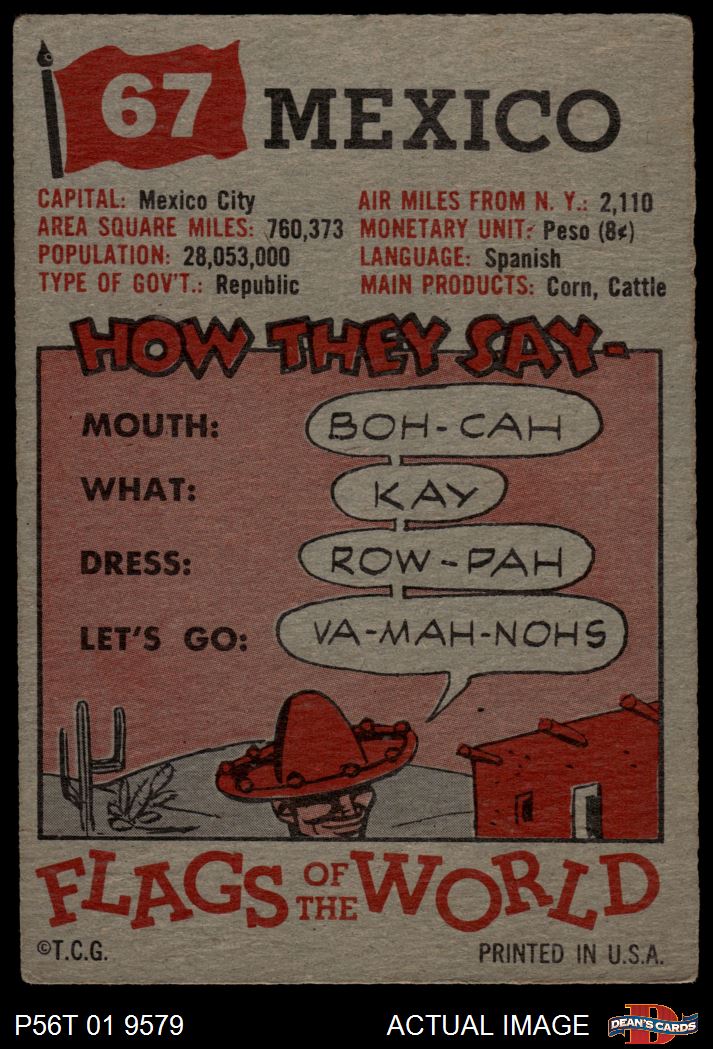 67 MEXICO
CAPITAL: Mexico City
AREA SQUARE MILES: 760,373
POPULATION: 28,053,000
TYPE OF GOV'T.: Republic
AIR MILES FROM N. Y.: 2,110
MONETARY UNIT: Peso (8¢)
LANGUAGE: Spanish
MAIN PRODUCTS: Corn, Cattle
HOW THEY SAY-
MOUTH: BOH-CAH
WHAT: KAY
DRESS: ROW-PAH
LET'S GO: VA-MAH-NOHS
FLAGS OF THE WORLD
©T.C.G. PRINTED IN U.S.A.
P56T 01 9579 ACTUAL IMAGE D DEAN'S CARDS